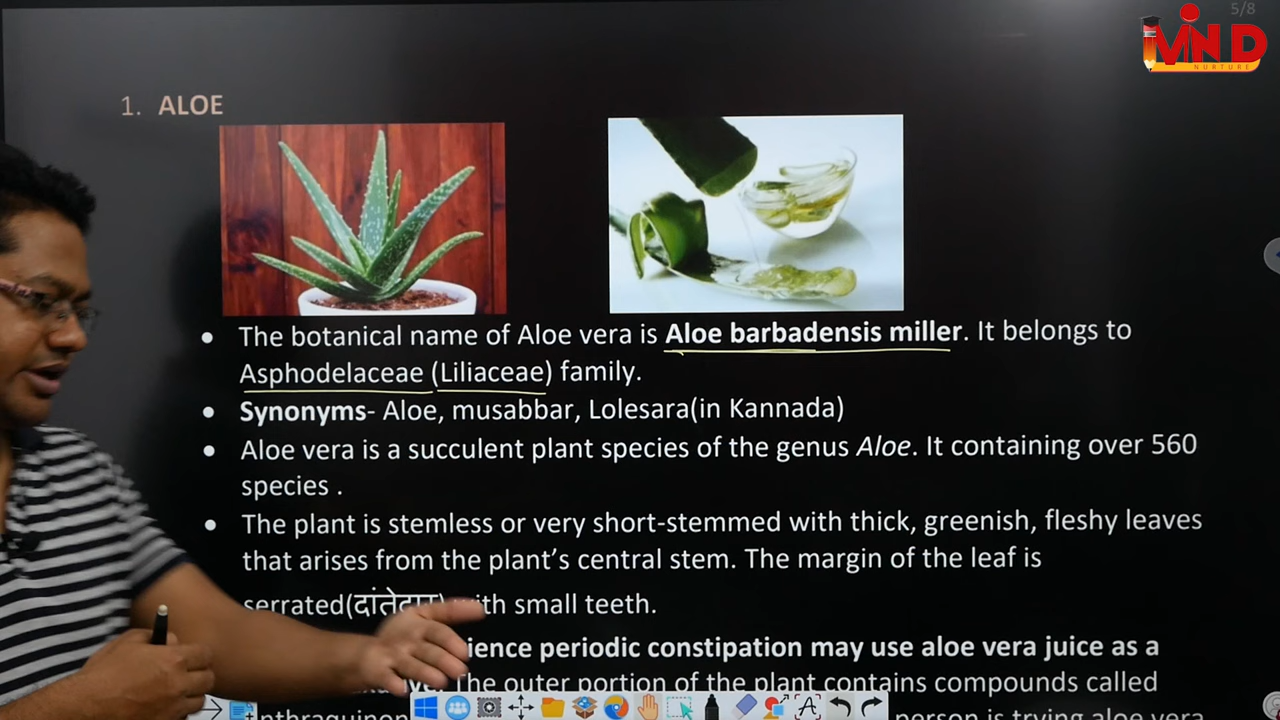 5/8
MIND
NURTURE
1. ALOE
• The botanical name of Aloe vera is Aloe barbadensis miller. It belongs to
Asphodelaceae (Liliaceae) family.
• Synonyms- Aloe, musabbar, Lolesara(in Kannada)
• Aloe vera is a succulent plant species of the genus Aloe. It containing over 560
species .
• The plant is stemless or very short-stemmed with thick, greenish, fleshy leaves
that arises from the plant's central stem. The margin of the leaf is
serrated(दांतेदार) with small teeth.
periodic constipation may use aloe vera juice as a
The outer portion of the plant contains compounds called
person is trying aloe vera